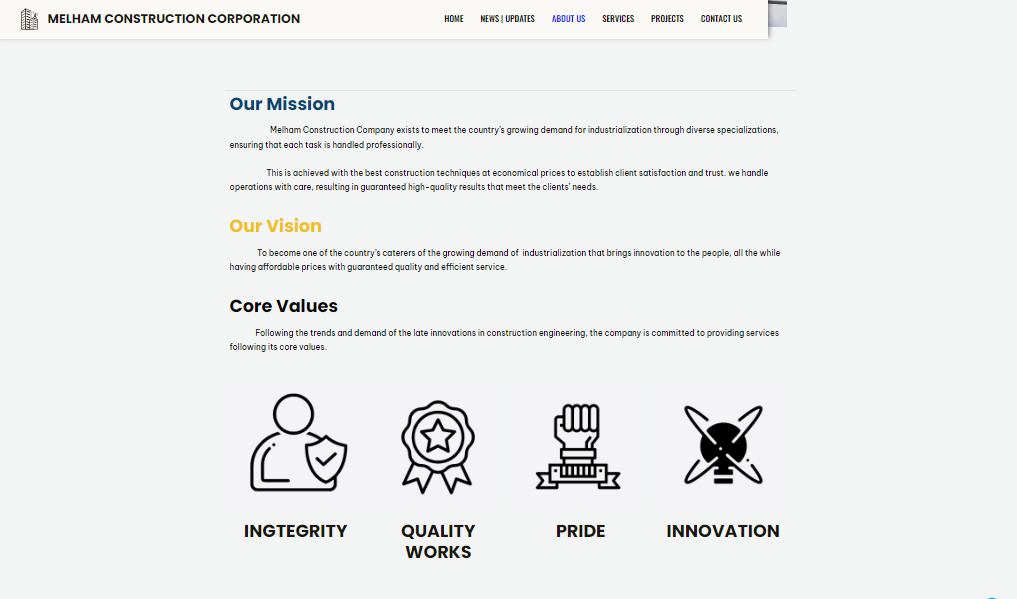 MELHAM CONSTRUCTION CORPORATION
HOME NEWS | UPDATES ABOUT US SERVICES PROJECTS CONTACT US
Our Mission
Melham Construction Company exists to meet the country's growing demand for industrialization through diverse specializations,
ensuring that each task is handled professionally.
This is achieved with the best construction techniques at economical prices to establish client satisfaction and trust. we handle
operations with care, resulting in guaranteed high-quality results that meet the clients' needs.
Our Vision
To become one of the country's caterers of the growing demand of industrialization that brings innovation to the people, all the while
having affordable prices with guaranteed quality and efficient service.
Core Values
Following the trends and demand of the late innovations in construction engineering, the company is committed to providing services
following its core values.
INGTEGRITY QUALITY PRIDE INNOVATION
WORKS